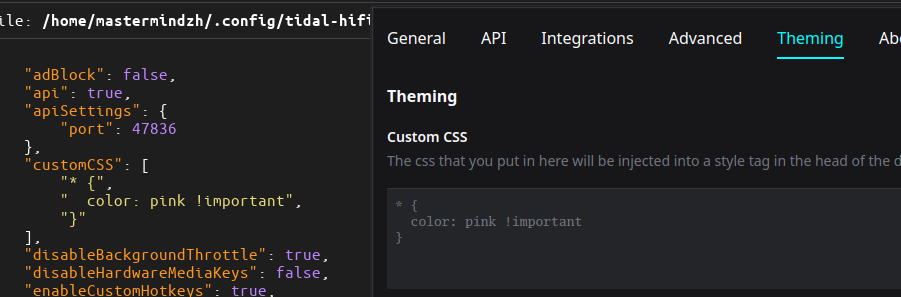 ile: /home/mastermindzh/.config/tidal-hifi
"adBlock": false,
"api": true,
"apiSettings": {
    "port": 47836
},
"customCSS": [
    "* {",
    "  color: pink !important",
    "}"
],
"disableBackgroundThrottle": true,
"disableHardwareMediaKeys": false,
"enableCustomHotkeys": true,
General API Integrations Advanced Theming Abo
Theming
Custom CSS
The css that you put in here will be injected into a style tag in the head of the d
* {
  color: pink !important
}